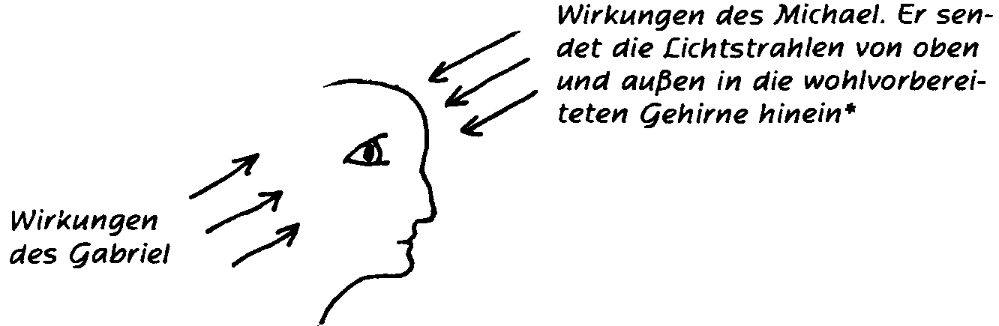 Wirkungen des Michael. Er sen-
det die Lichtstrahlen von oben
und außen in die wohlvorberei-
teten Gehirne hinein*
Wirkungen
des Gabriel